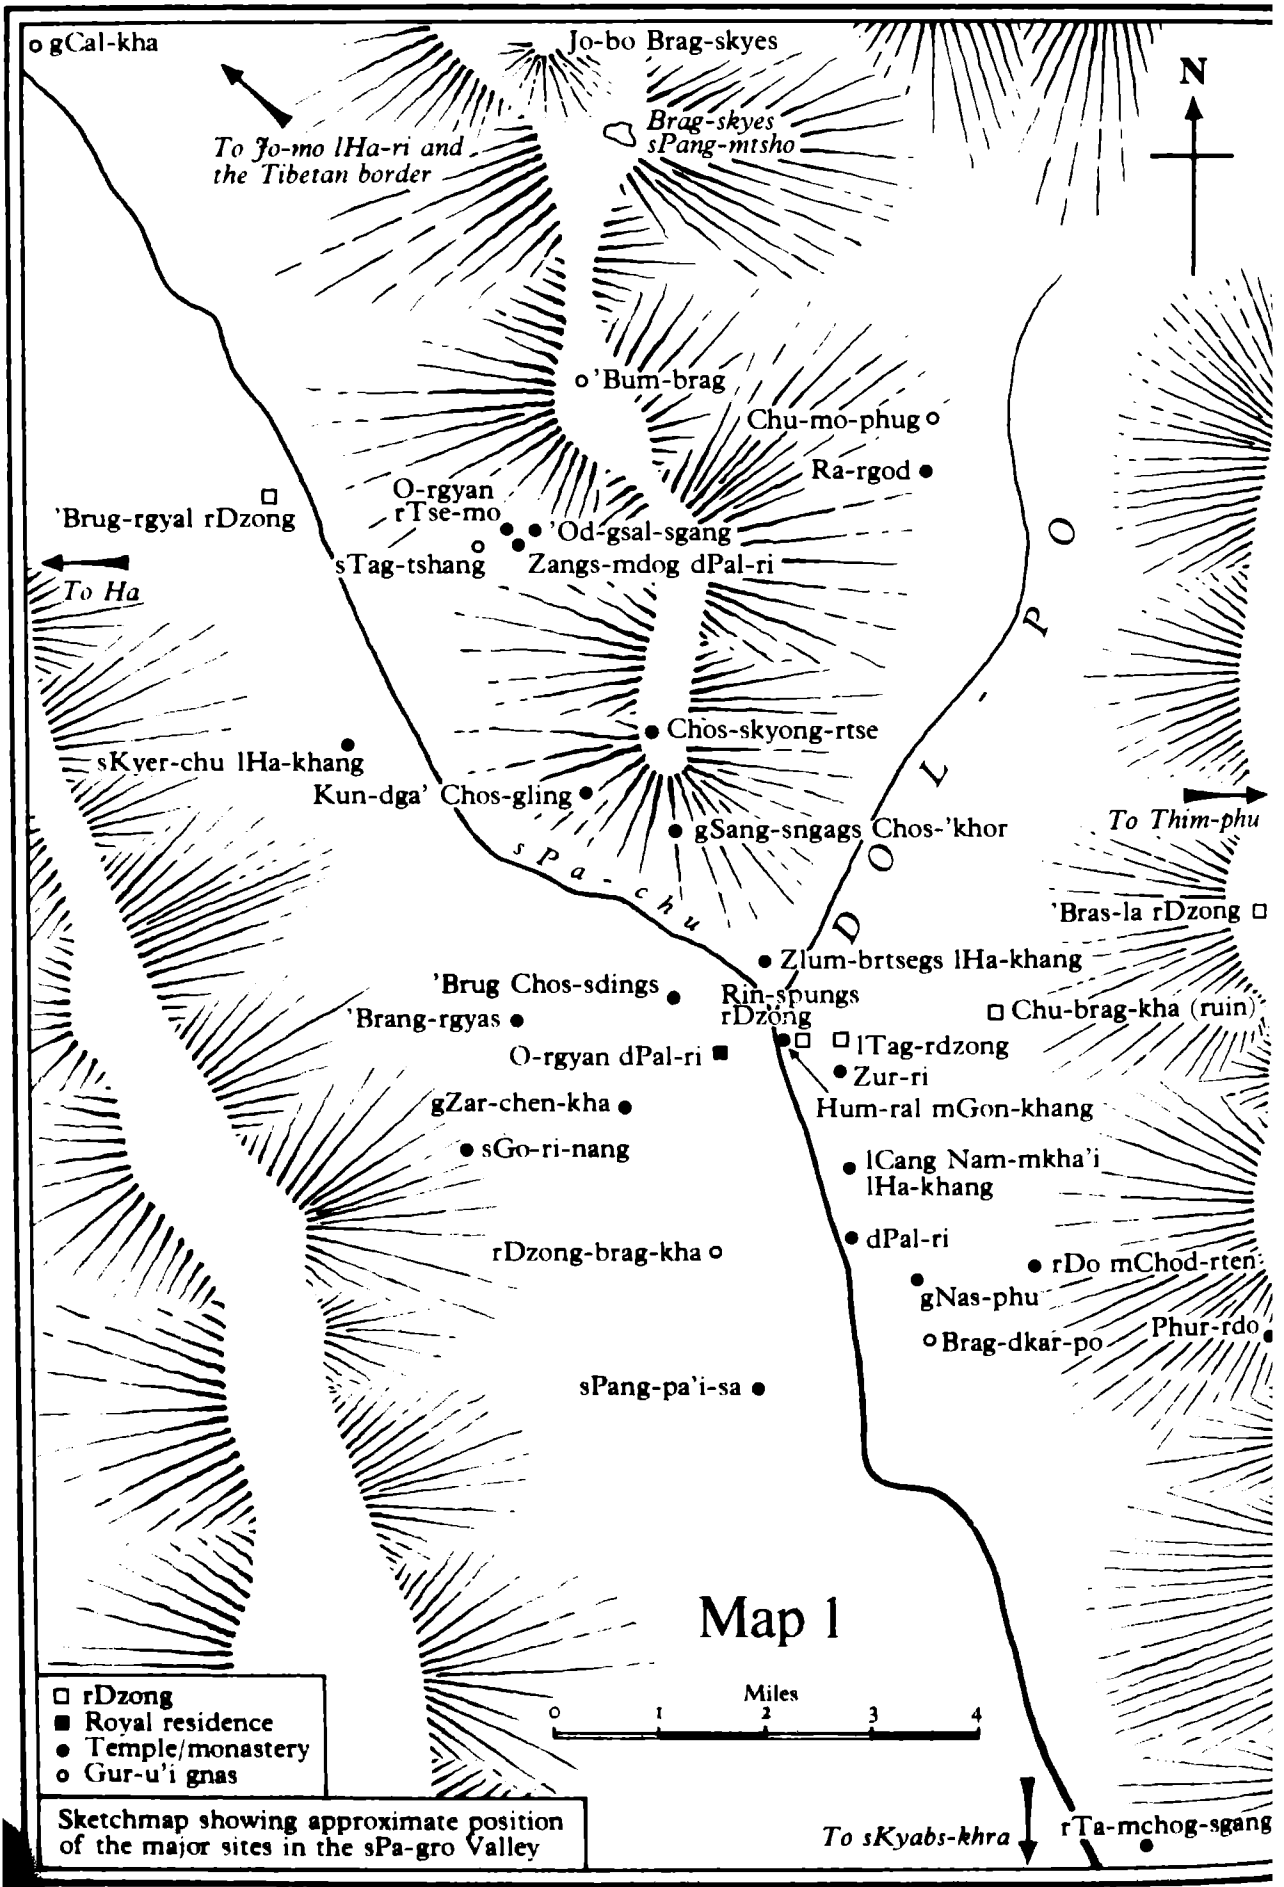 gCal-kha
Jo-bo Brag-skyes
N
Brag-skyes
sPang-mtsho
To Jo-mo lHa-ri and
the Tibetan border
'Bum-brag
Chu-mo-phug
Ra-rgod
O-rgyan
rTse-mo
'Brug-rgyal rDzong
'Od-gsal-sgang
sTag-tshang
Zangs-mdog dPal-ri
To Ha
DOL-PO
Chos-skyong-rtse
sKyer-chu lHa-khang
Kun-dga' Chos-gling
To Thim-phu
gSang-sngags Chos-'khor
sPa-chu
'Bras-la rDzong
Zlum-brtsegs lHa-khang
'Brug Chos-sdings
Rin-spungs
rDzong
Chu-brag-kha (ruin)
'Brang-rgyas
O-rgyan dPal-ri
lTag-rdzong
Zur-ri
gZar-chen-kha
Hum-ral mGon-khang
sGo-ri-nang
lCang Nam-mkha'i
lHa-khang
dPal-ri
rDzong-brag-kha
rDo mChod-rten
gNas-phu
Phur-rdo
Brag-dkar-po
sPang-pa'i-sa
Map 1
Miles
0 1 2 3 4
rDzong
Royal residence
Temple/monastery
Gur-u'i gnas
Sketchmap showing approximate position
of the major sites in the sPa-gro Valley
To sKyabs-khra
rTa-mchog-sgang